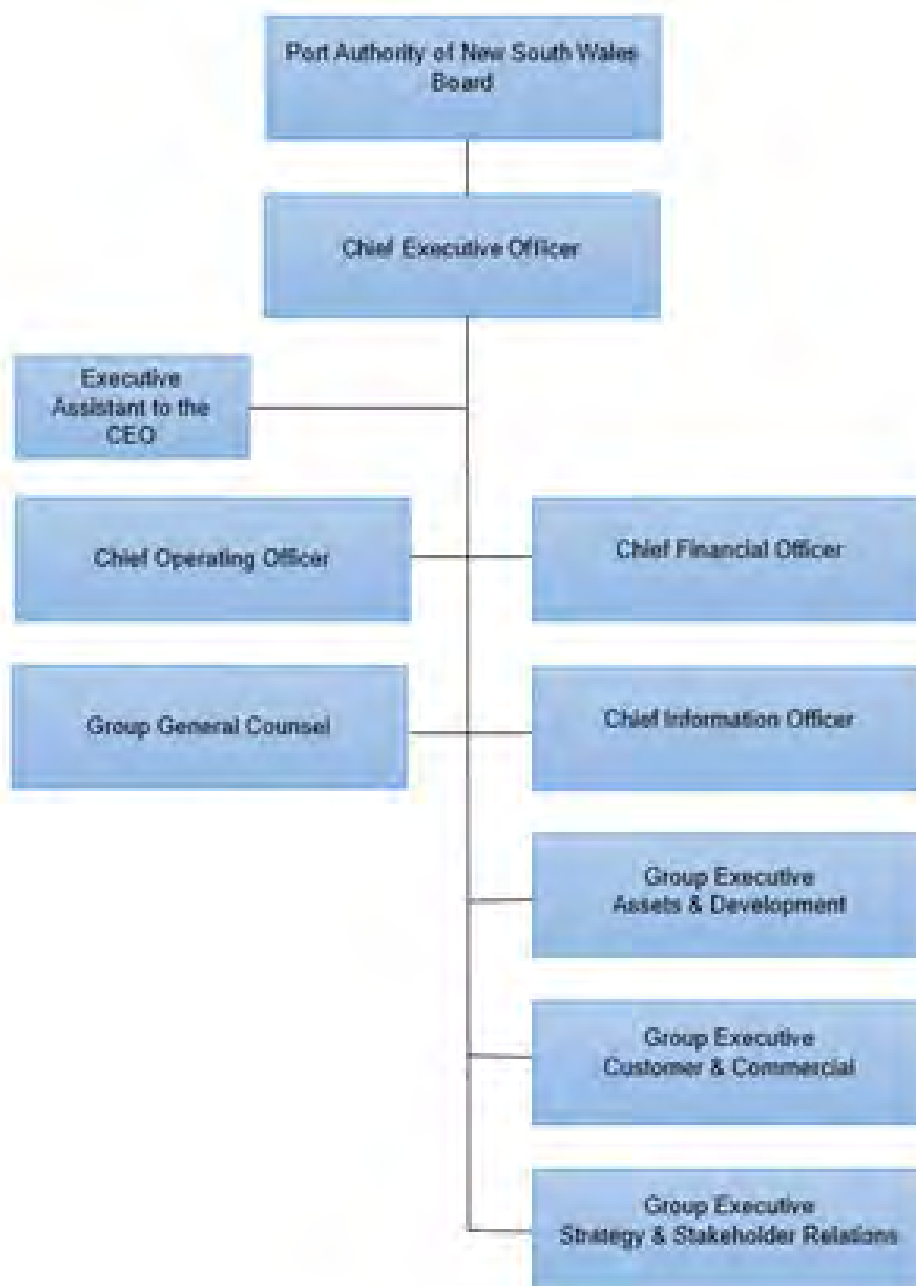 Port Authority of New South Wales
Board
Chief Executive Officer
Executive
Assistant to the
CEO
Chief Operating Officer
Chief Financial Officer
Group General Counsel
Chief Information Officer
Group Executive
Assets & Development
Group Executive
Customer & Commercial
Group Executive
Strategy & Stakeholder Relations